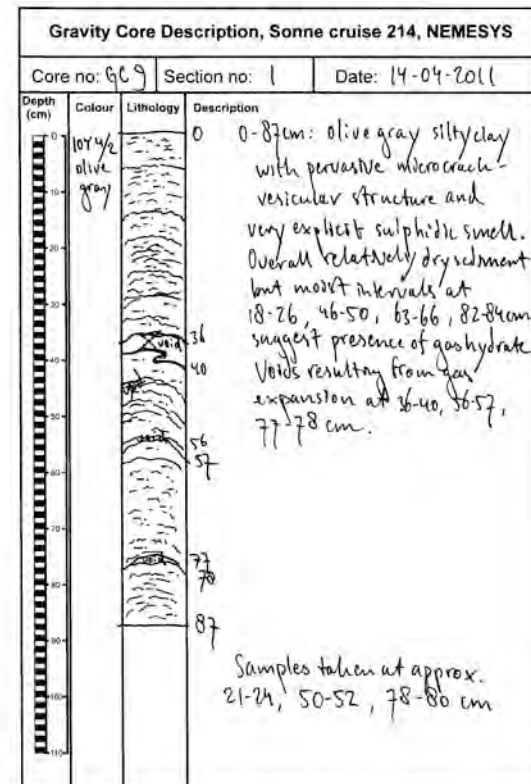 Gravity Core Description, Sonne cruise 214, NEMESYS
Core no: GC9 Section no: 1 Date: 14-04-2011
Depth (cm) Colour Lithology Description
10Y 4/2
olive
gray
0
10
20
30
40
50
60
70
80
90
100
110
void
void
void
0
36
40
56
57
77
78
87
0-87cm: olive gray silty clay
with pervasive microcrack-
vesicular structure and
very explicit sulphidic smell.
Overall relatively dry sediment
but moist intervals at
18-26, 46-50, 63-66, 82-84cm
suggest presence of gashydrate
Voids resulting from gas
expansion at 36-40, 56-57,
77-78 cm.
Samples taken at approx.
21-24, 50-52, 78-80 cm